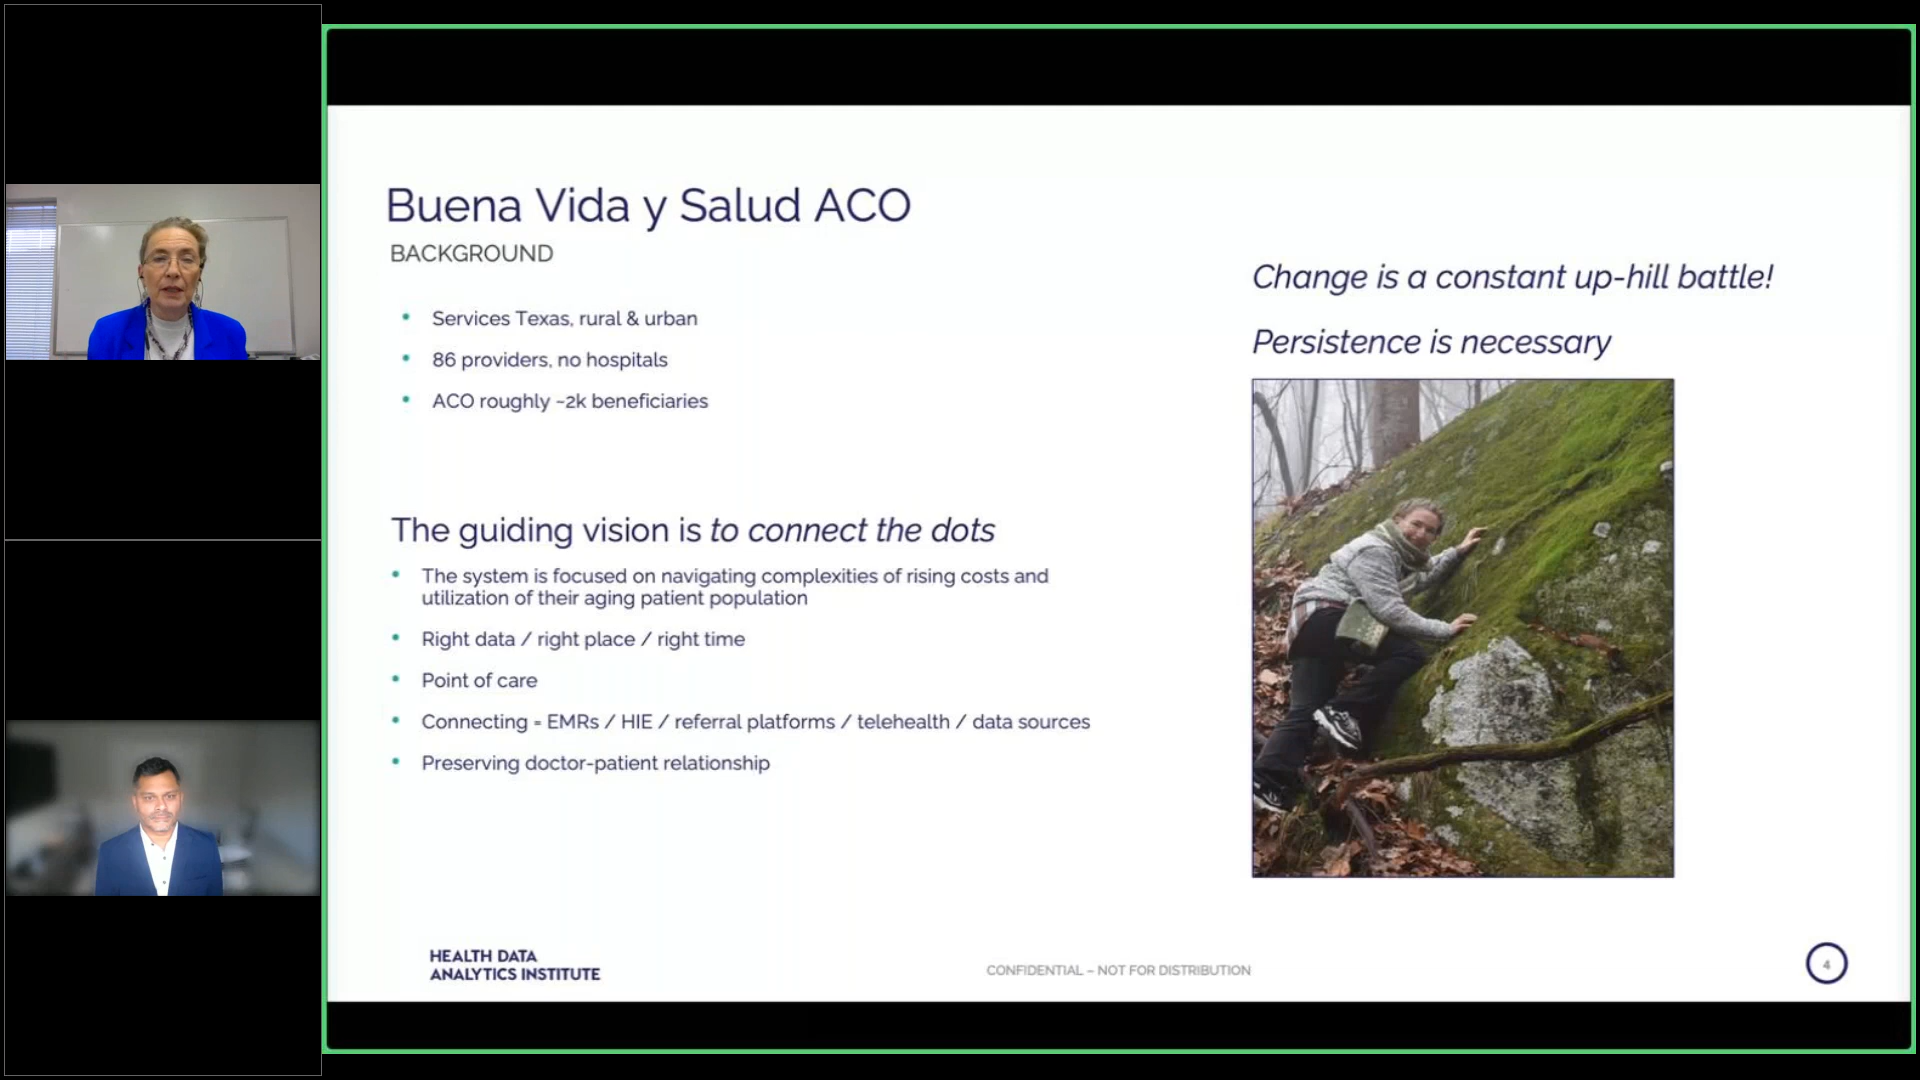 Buena Vida y Salud ACO
BACKGROUND
• Services Texas, rural & urban
• 86 providers, no hospitals
• ACO roughly ~2k beneficiaries
The guiding vision is to connect the dots
• The system is focused on navigating complexities of rising costs and
utilization of their aging patient population
• Right data / right place / right time
• Point of care
• Connecting = EMRs / HIE / referral platforms / telehealth / data sources
• Preserving doctor-patient relationship
Change is a constant up-hill battle!
Persistence is necessary
HEALTH DATA
ANALYTICS INSTITUTE
CONFIDENTIAL – NOT FOR DISTRIBUTION
4